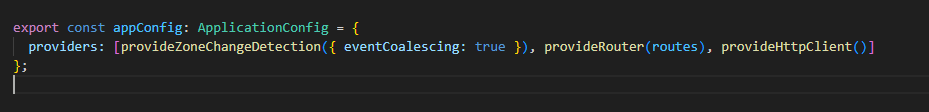 export const appConfig: ApplicationConfig = {
  providers: [provideZoneChangeDetection({ eventCoalescing: true }), provideRouter(routes), provideHttpClient()]
};